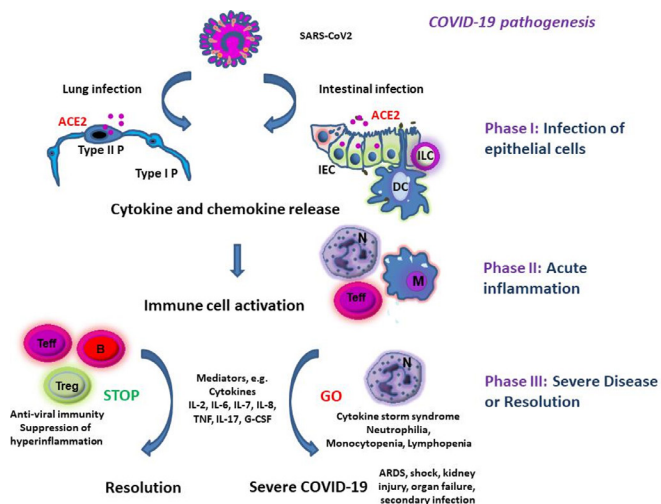 COVID-19 pathogenesis
SARS-CoV2
Lung infection
Intestinal infection
ACE2
ACE2
Type II P
Type I P
IEC
ILC
DC
Phase I: Infection of
epithelial cells
Cytokine and chemokine release
N
M
Teff
Phase II: Acute
inflammation
Immune cell activation
Teff
B
Treg
STOP
Anti-viral immunity
Suppression of
hyperinflammation
Mediators, e.g.
Cytokines
IL-2, IL-6, IL-7, IL-8,
TNF, IL-17, G-CSF
GO
N
Cytokine storm syndrome
Neutrophilia,
Monocytopenia, Lymphopenia
Phase III: Severe Disease
or Resolution
Resolution
Severe COVID-19
ARDS, shock, kidney
injury, organ failure,
secondary infection